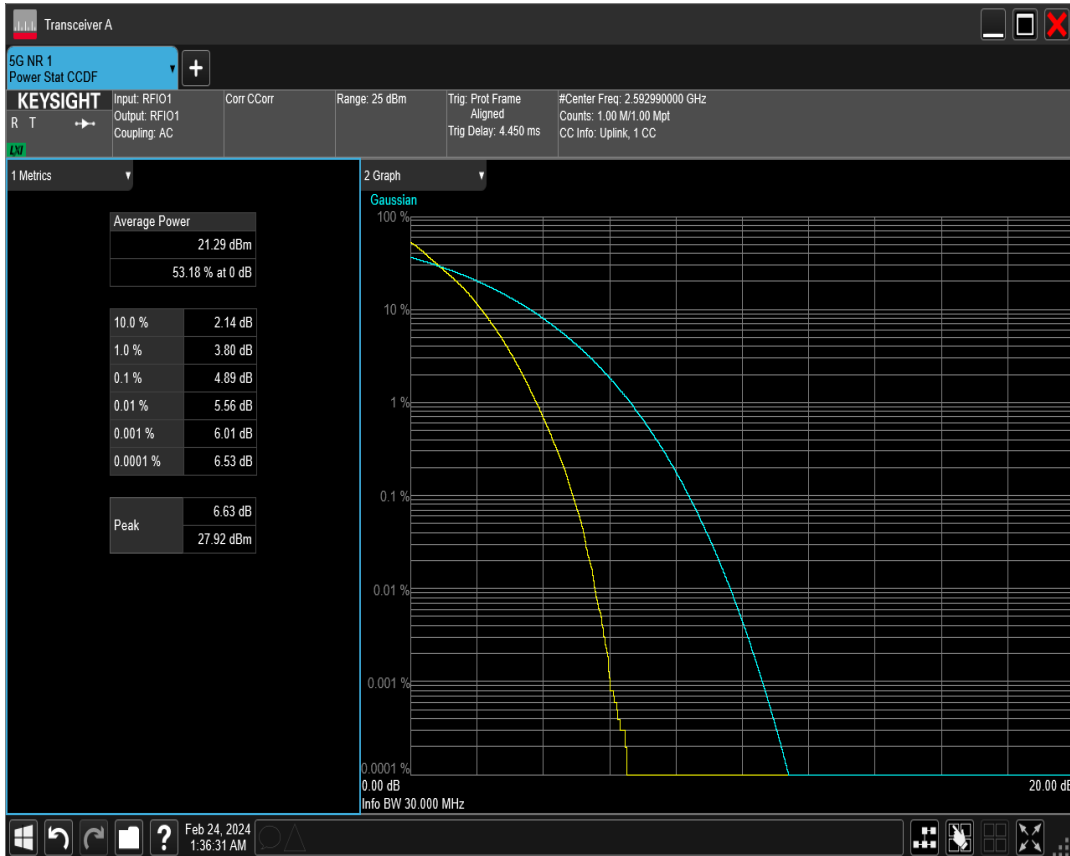 Transceiver A
5G NR 1
Power Stat CCDF
+
KEYSIGHT
R T
LXI
Input: RFIO1
Output: RFIO1
Coupling: AC
Corr CCorr
Range: 25 dBm
Trig: Prot Frame
Aligned
Trig Delay: 4.450 ms
#Center Freq: 2.592990000 GHz
Counts: 1.00 M/1.00 Mpt
CC Info: Uplink, 1 CC
1 Metrics
Average Power
21.29 dBm
53.18 % at 0 dB
10.0 % 2.14 dB
1.0 % 3.80 dB
0.1 % 4.89 dB
0.01 % 5.56 dB
0.001 % 6.01 dB
0.0001 % 6.53 dB
Peak
6.63 dB
27.92 dBm
2 Graph
Gaussian
100 %
10 %
1 %
0.1 %
0.01 %
0.001 %
0.0001 %
0.00 dB 20.00 dB
Info BW 30.000 MHz
?
Feb 24, 2024
1:36:31 AM